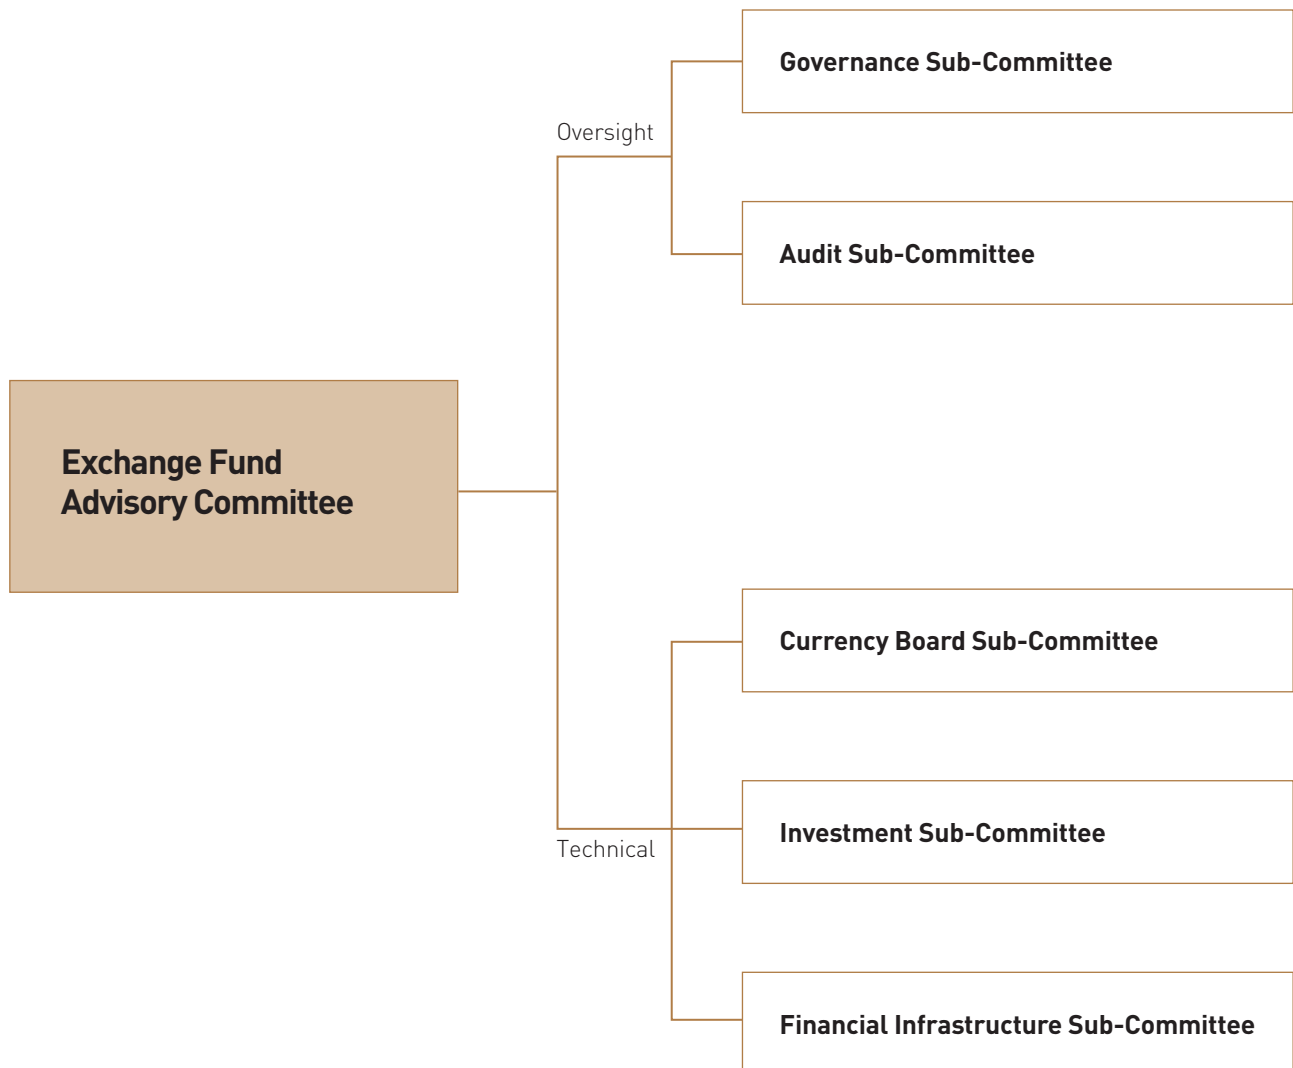 Governance Sub-Committee
Oversight
Audit Sub-Committee
Exchange Fund
Advisory Committee
Currency Board Sub-Committee
Investment Sub-Committee
Technical
Financial Infrastructure Sub-Committee